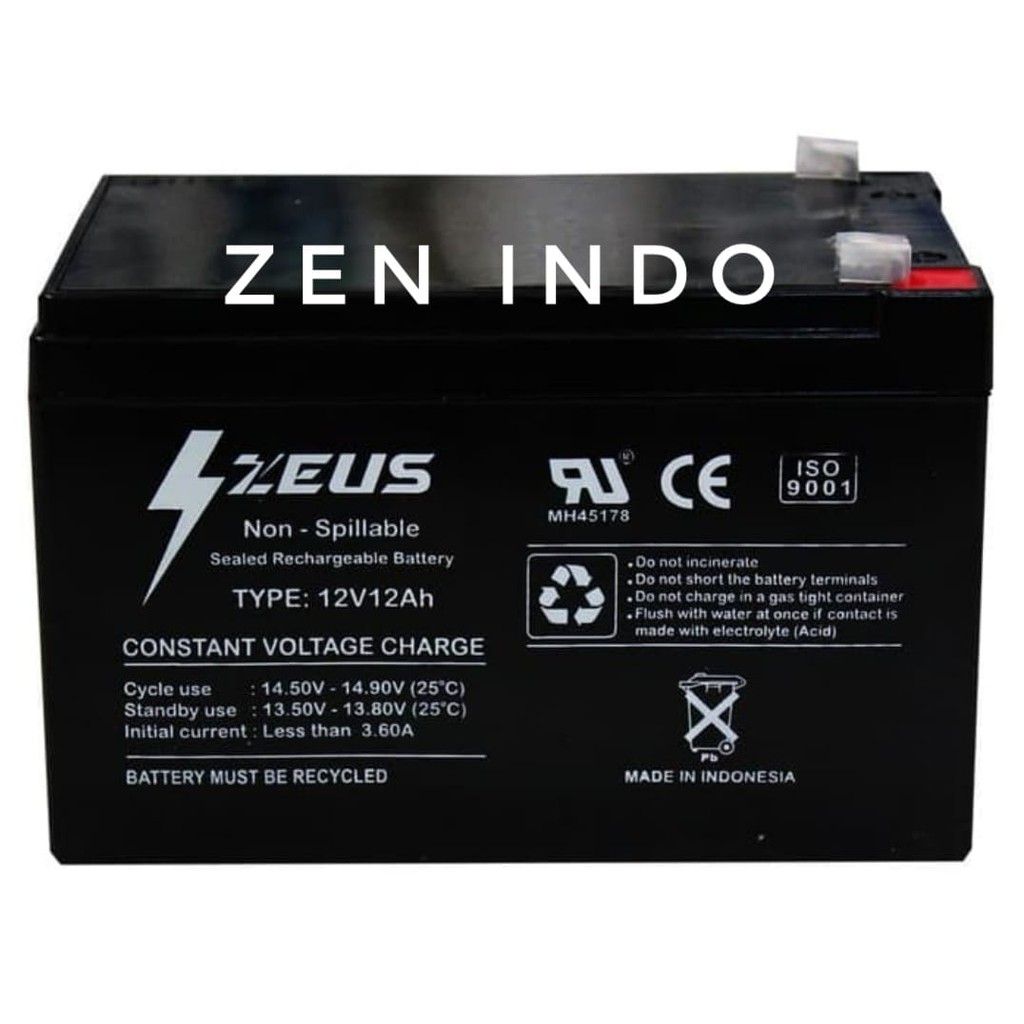 ZEN INDO
ZEUS
Non - Spillable
Sealed Rechargeable Battery
TYPE: 12V12Ah
CONSTANT VOLTAGE CHARGE
Cycle use : 14.50V - 14.90V (25°C)
Standby use : 13.50V - 13.80V (25°C)
Initial current : Less than 3.60A
BATTERY MUST BE RECYCLED
RU® CE ISO 9001
MH45178
• Do not incinerate
• Do not short the battery terminals
• Do not charge in a gas tight container
• Flush with water at once if contact is
made with electrolyte (Acid)
Pb
MADE IN INDONESIA